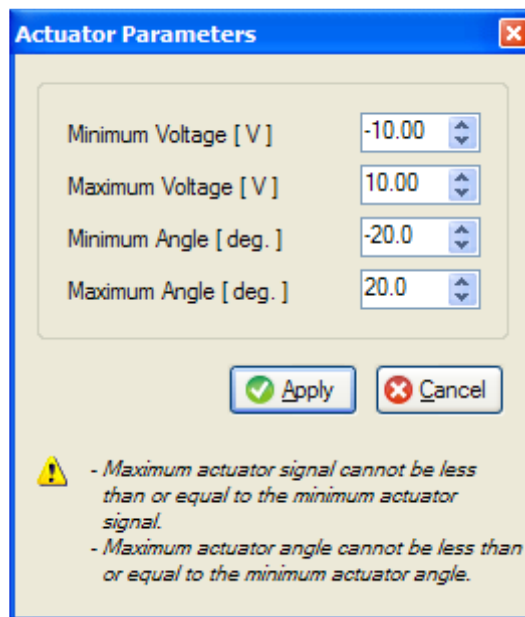 Actuator Parameters
Minimum Voltage [ V ] -10.00
Maximum Voltage [ V ] 10.00
Minimum Angle [ deg. ] -20.0
Maximum Angle [ deg. ] 20.0
Apply Cancel
- Maximum actuator signal cannot be less
than or equal to the minimum actuator
signal.
- Maximum actuator angle cannot be less than
or equal to the minimum actuator angle.